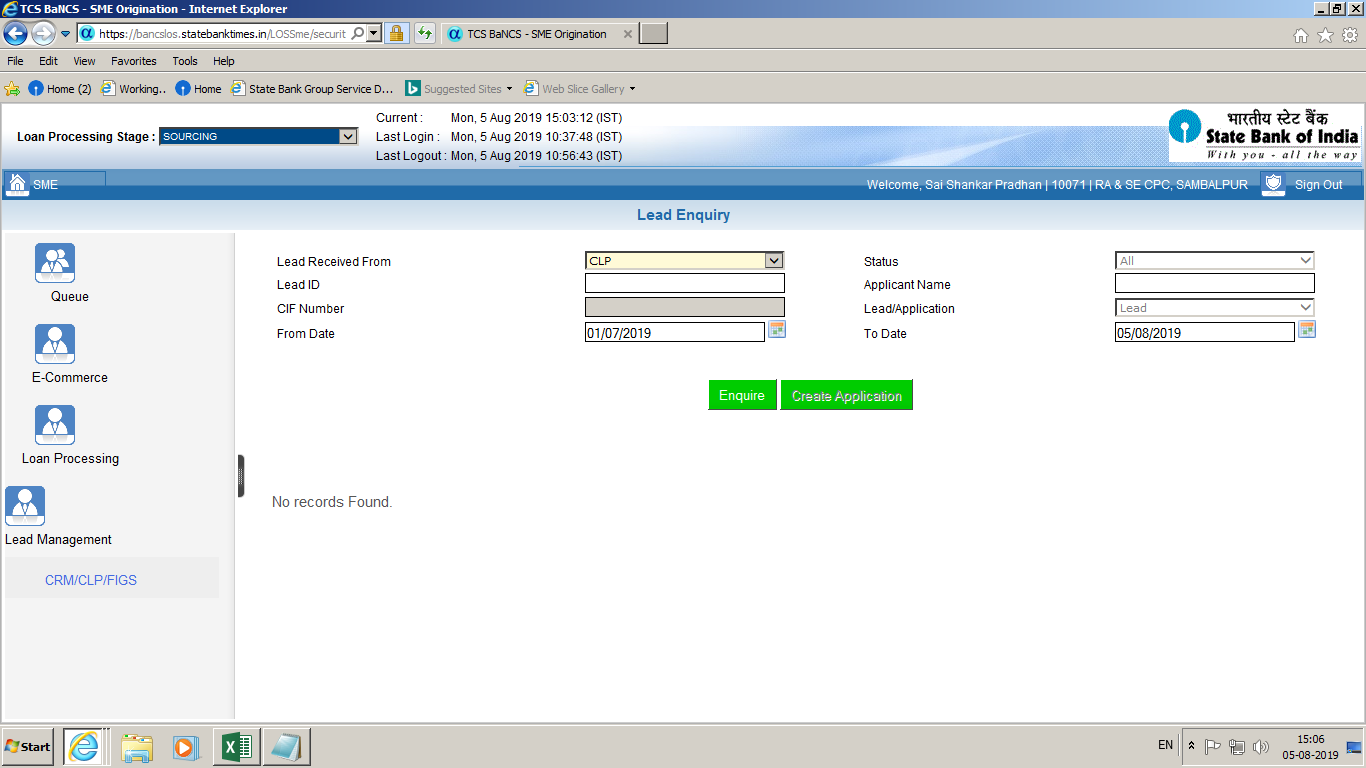 TCS BaNCS - SME Origination - Internet Explorer
https://bancslos.statebanktimes.in/LOSSme/securit
TCS BaNCS - SME Origination
File Edit View Favorites Tools Help
Home (2) Working.. Home State Bank Group Service D... Suggested Sites Web Slice Gallery
Loan Processing Stage : SOURCING
Current : Mon, 5 Aug 2019 15:03:12 (IST)
Last Login : Mon, 5 Aug 2019 10:37:48 (IST)
Last Logout : Mon, 5 Aug 2019 10:56:43 (IST)
भारतीय स्टेट बैंक
State Bank of India
With you - all the way
SME Welcome, Sai Shankar Pradhan | 10071 | RA & SE CPC, SAMBALPUR Sign Out
Lead Enquiry
Queue
E-Commerce
Loan Processing
Lead Management
CRM/CLP/FIGS
Lead Received From CLP Status All
Lead ID Applicant Name
CIF Number Lead/Application Lead
From Date 01/07/2019 To Date 05/08/2019
Enquire Create Application
No records Found.
Start EN 15:06
05-08-2019